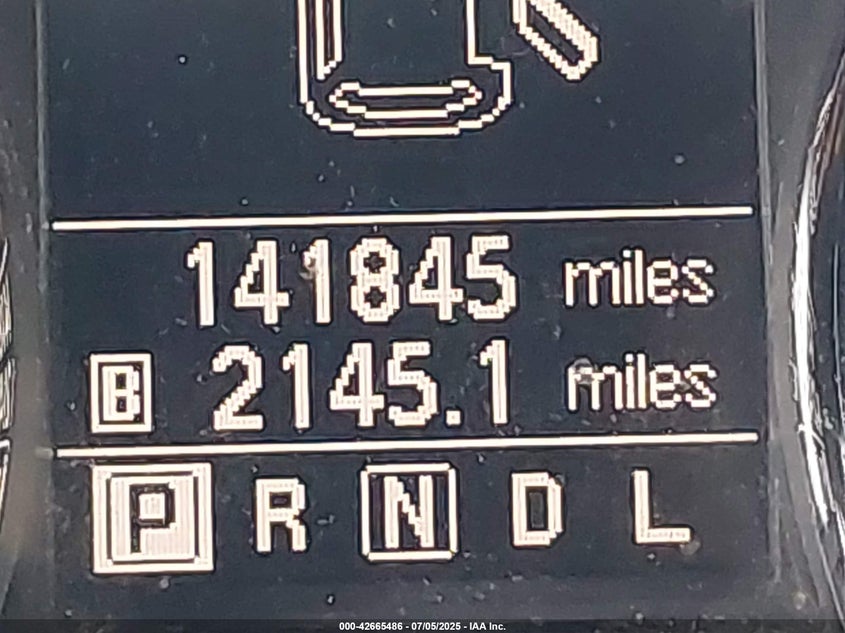 141845 miles
B 2145.1 miles
P R N D L
000-42665486 - 07/05/2025 - IAA Inc.